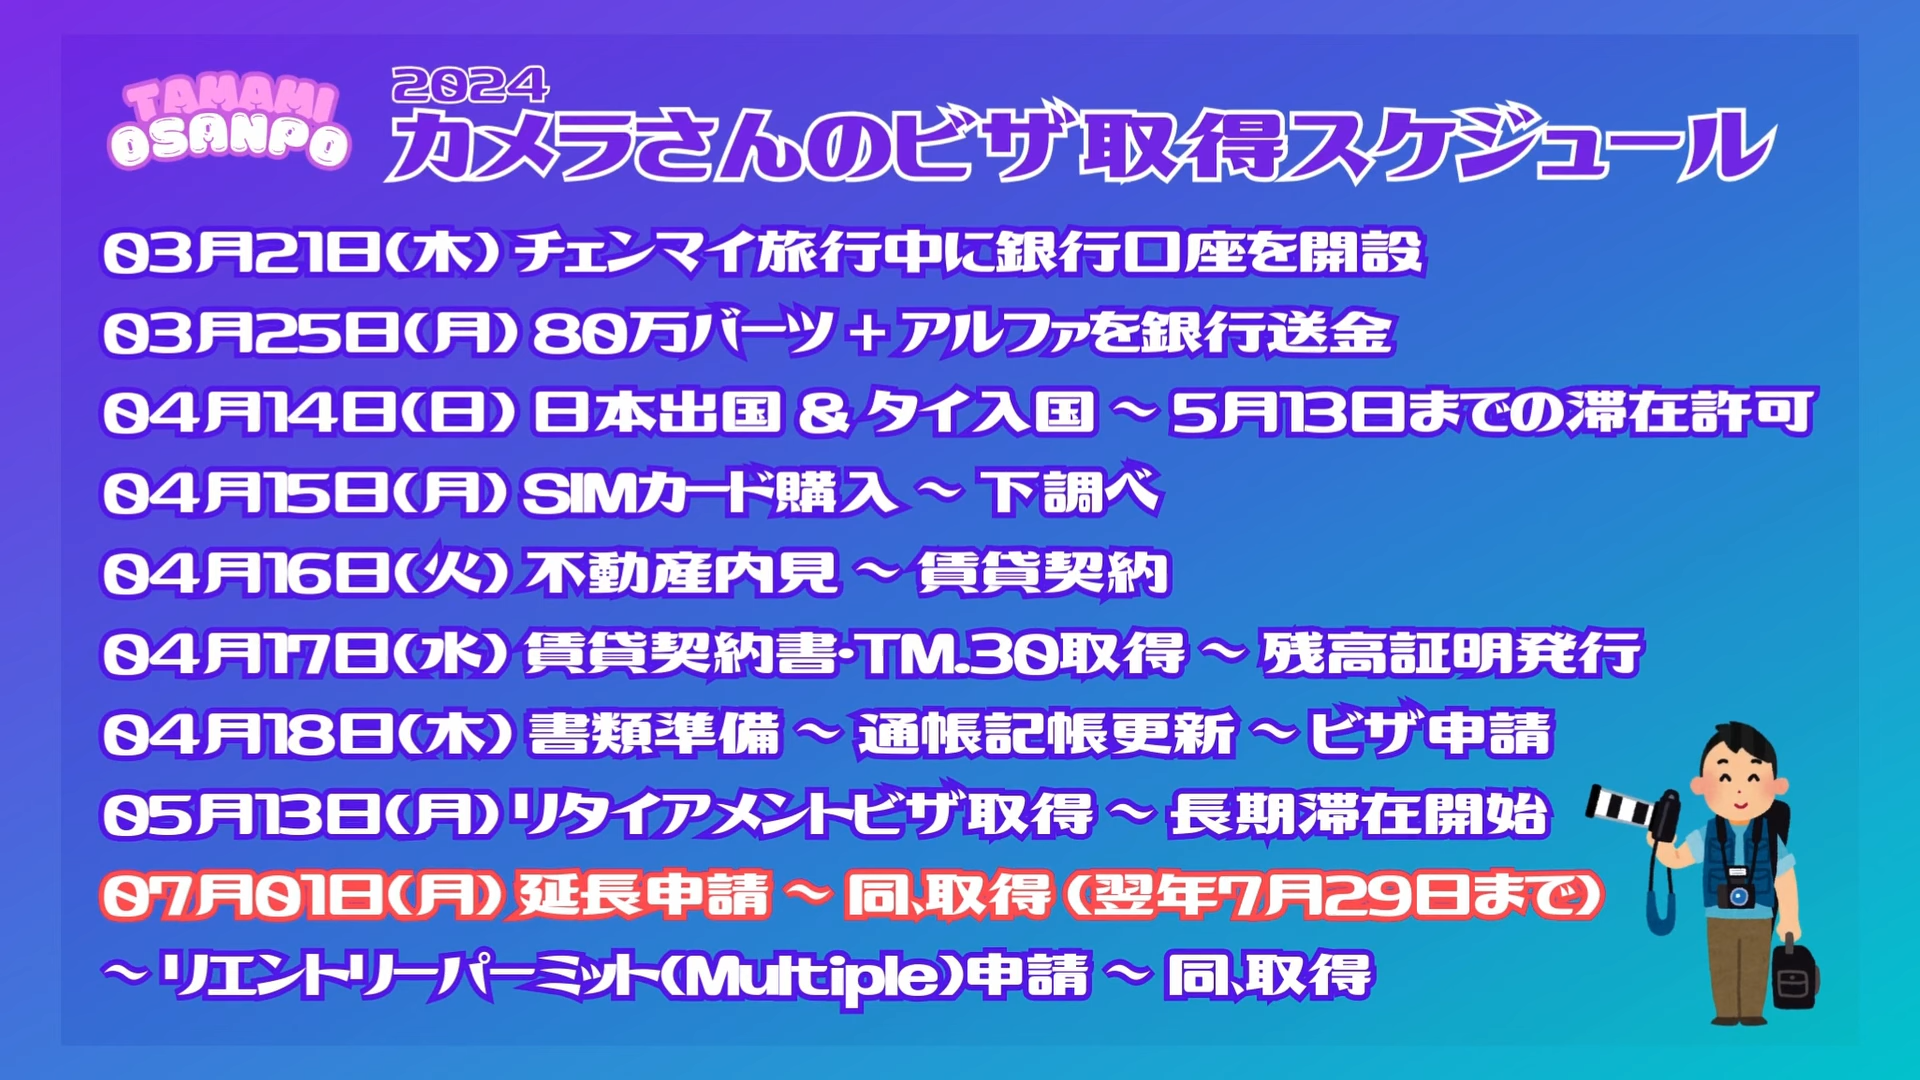 TAMAMI
OSANPO
2024
カメラさんのビザ取得スケジュール
03月21日(木) チェンマイ旅行中に銀行口座を開設
03月25日(月) 80万バーツ + アルファを銀行送金
04月14日(日) 日本出国 & タイ入国 ～ 5月13日までの滞在許可
04月15日(月) SIMカード購入 ～ 下調べ
04月16日(火) 不動産内見 ～ 賃貸契約
04月17日(水) 賃貸契約書・TM.30取得 ～ 残高証明発行
04月18日(木) 書類準備 ～ 通帳記帳更新 ～ ビザ申請
05月13日(月) リタイアメントビザ取得 ～ 長期滞在開始
07月01日(月) 延長申請 ～ 同、取得 (翌年7月29日まで)
～ リエントリーパーミット(Multiple)申請 ～ 同、取得